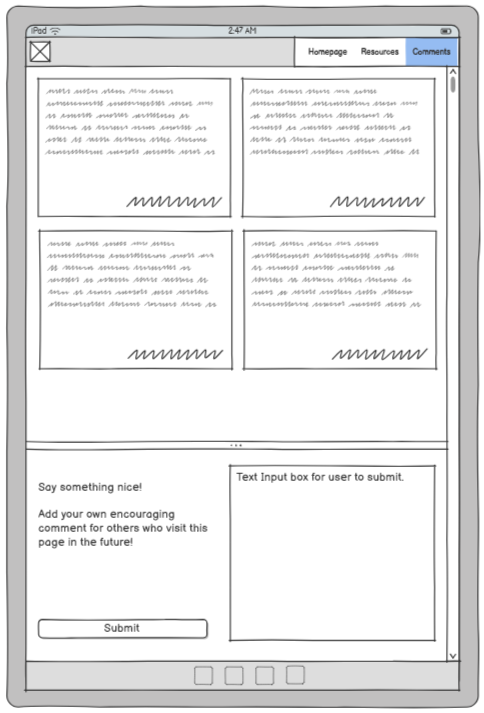 iPad 2:47 AM
Homepage Resources Comments
Say something nice!
Add your own encouraging
comment for others who visit this
page in the future!
Submit
Text Input box for user to submit.